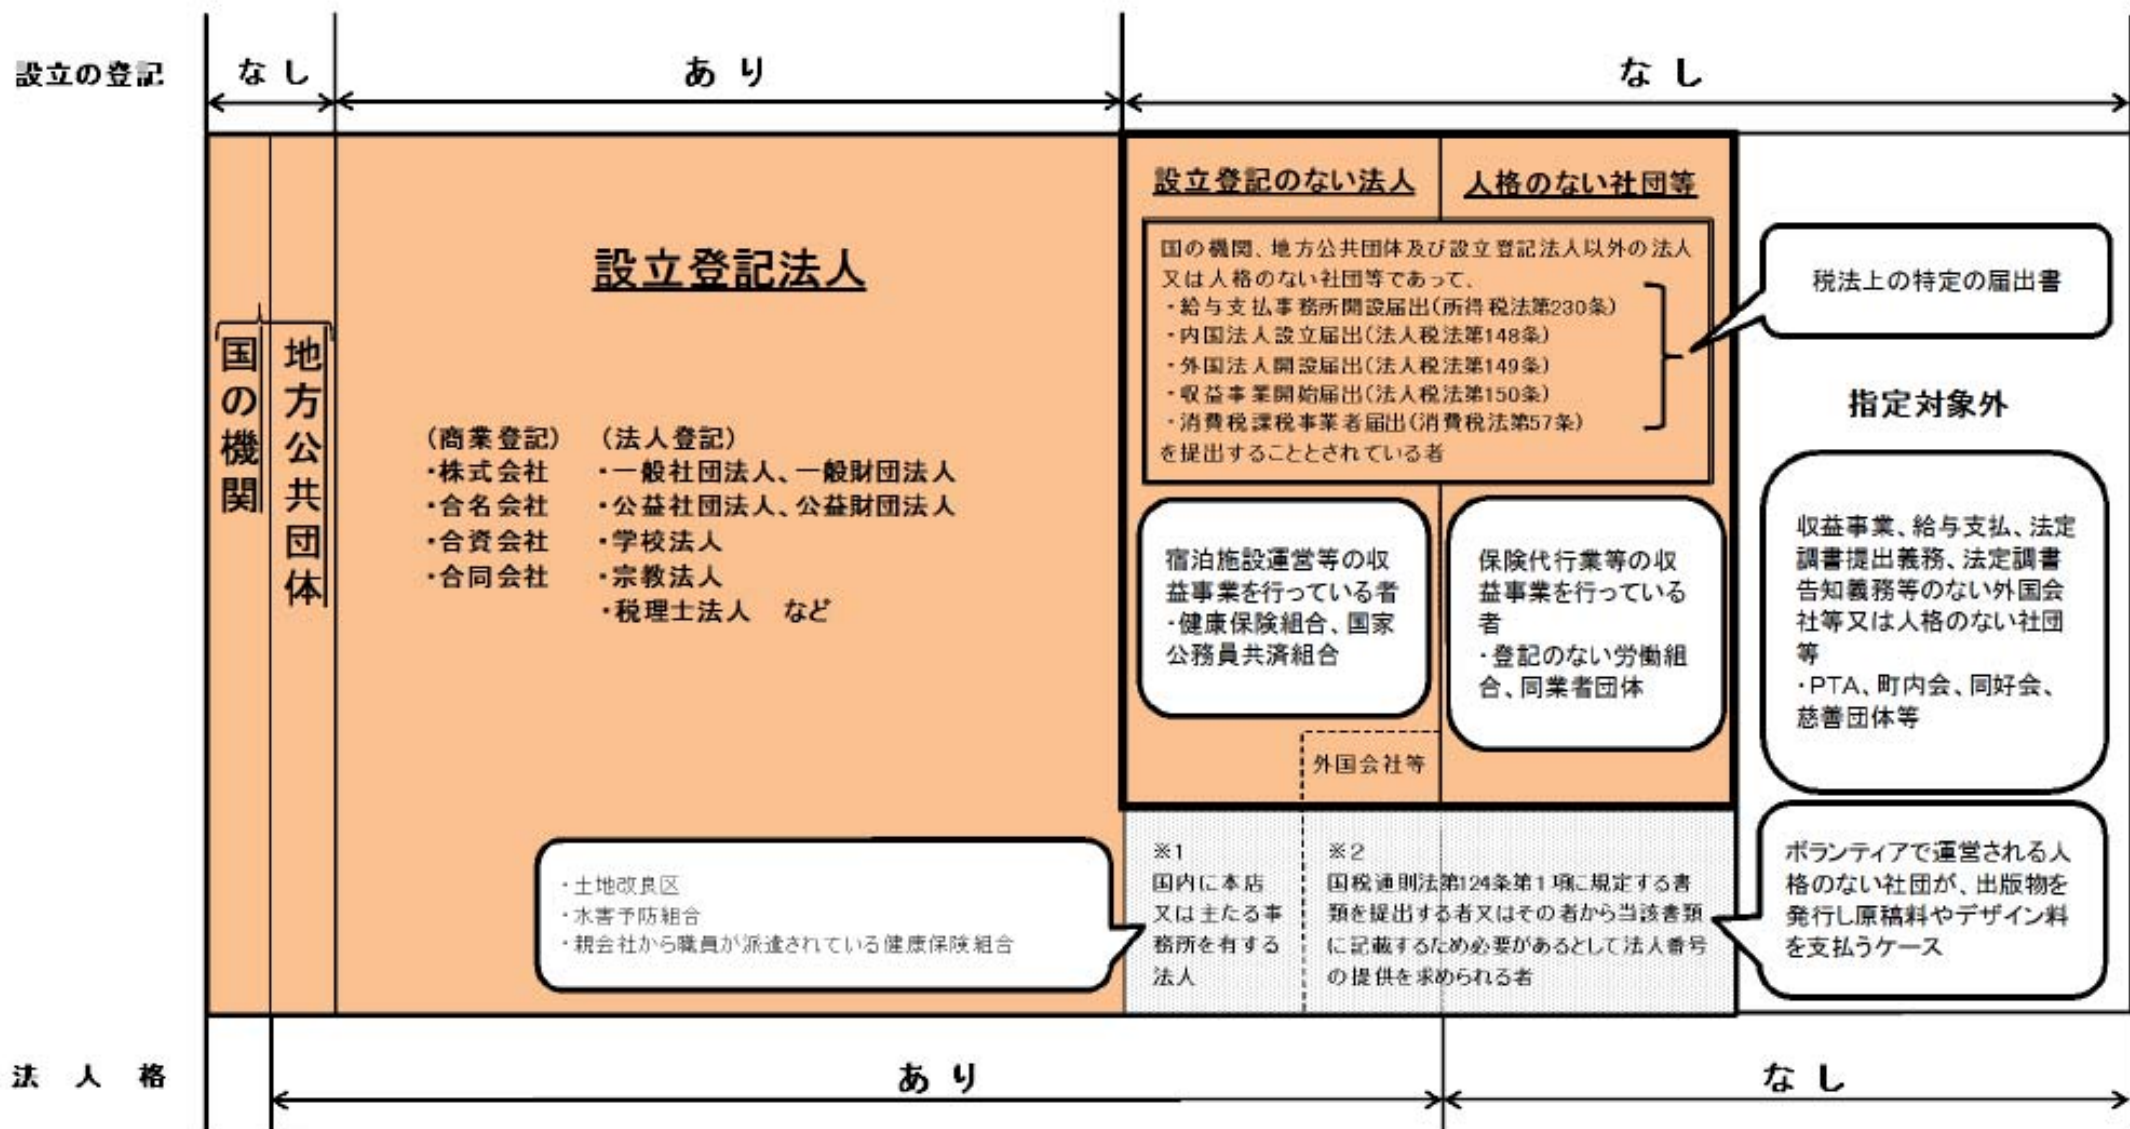 設立の登記
なし
あり
なし
国の機関
地方公共団体
設立登記法人
(商業登記)
・株式会社
・合名会社
・合資会社
・合同会社
(法人登記)
・一般社団法人、一般財団法人
・公益社団法人、公益財団法人
・学校法人
・宗教法人
・税理士法人　など
設立登記のない法人
人格のない社団等
国の機関、地方公共団体及び設立登記法人以外の法人
又は人格のない社団等であって、
・給与支払事務所開設届出(所得税法第230条)
・内国法人設立届出(法人税法第148条)
・外国法人開設届出(法人税法第149条)
・収益事業開始届出(法人税法第150条)
・消費税課税事業者届出(消費税法第57条)
を提出することとされている者
税法上の特定の届出書
宿泊施設運営等の収
益事業を行っている者
・健康保険組合、国家
公務員共済組合
保険代行業等の収
益事業を行っている
者
・登記のない労働組
合、同業者団体
外国会社等
指定対象外
収益事業、給与支払、法定
調書提出義務、法定調書
告知義務等のない外国会
社等又は人格のない社団
等
・PTA、町内会、同好会、
慈善団体等
・土地改良区
・水害予防組合
・親会社から職員が派遣されている健康保険組合
※1
国内に本店
又は主たる事
務所を有する
法人
※2
国税通則法第124条第1項に規定する書
類を提出する者又はその者から当該書類
に記載するため必要があるとして法人番号
の提供を求められる者
ボランティアで運営される人
格のない社団が、出版物を
発行し原稿料やデザイン料
を支払うケース
法人格
あり
なし